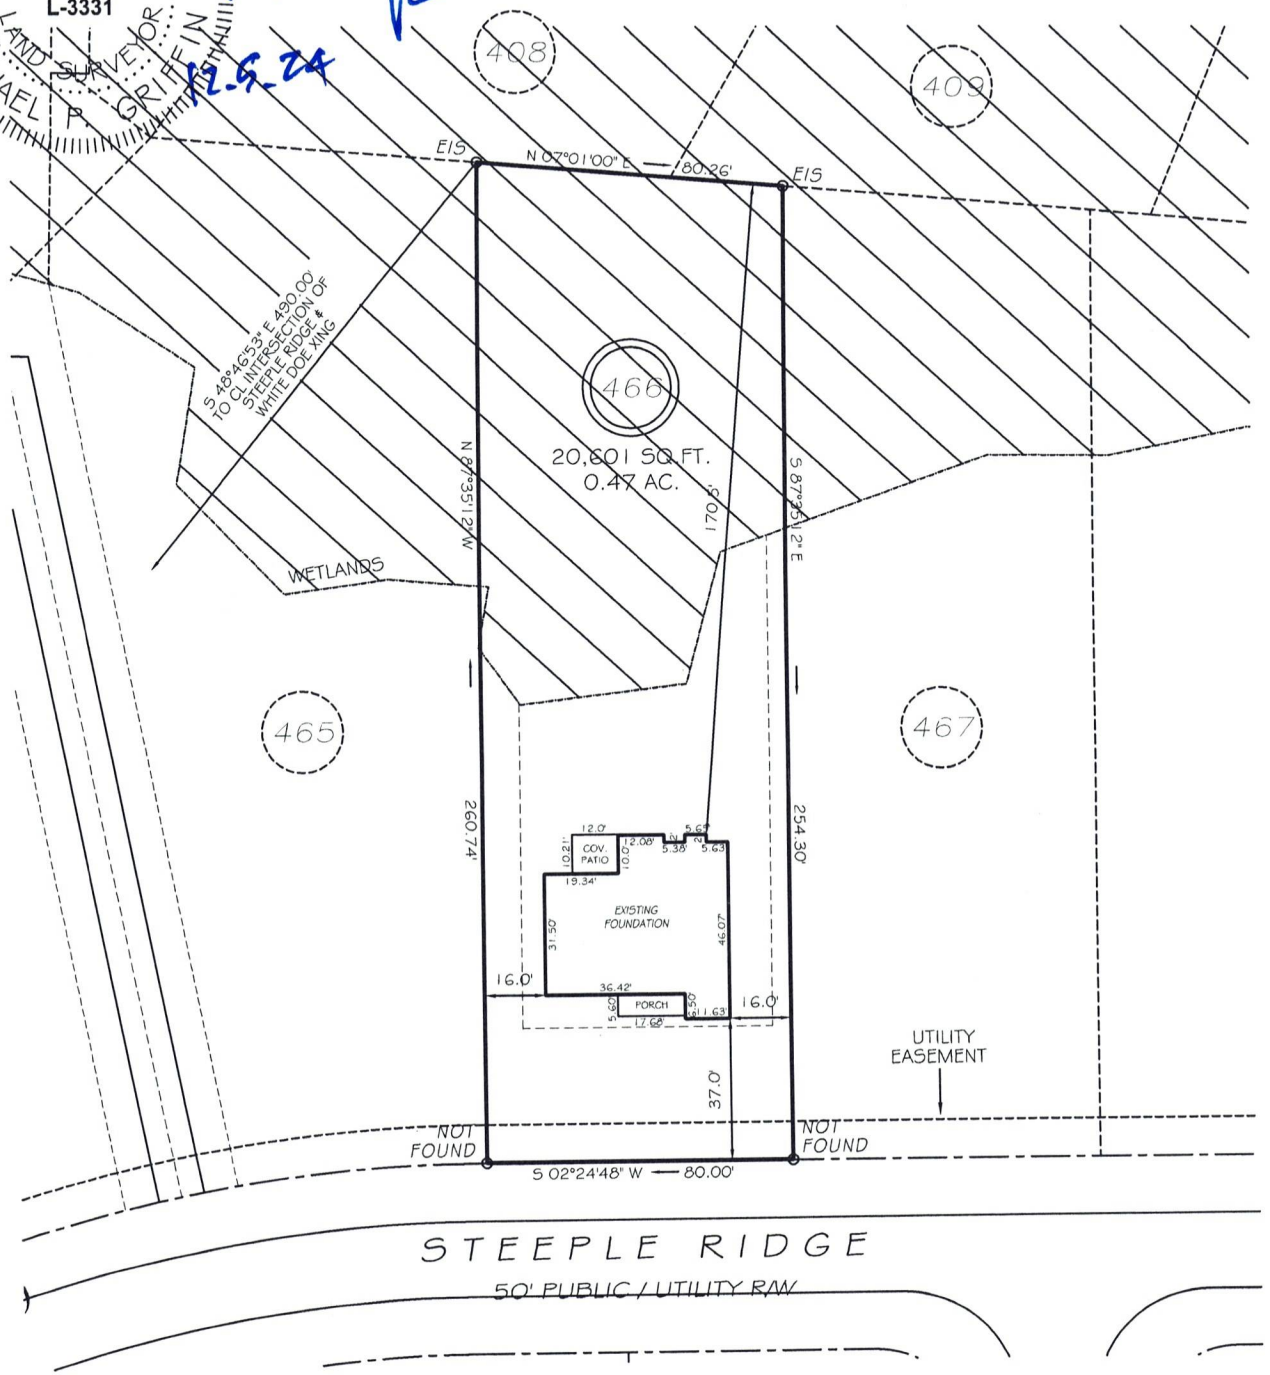 L-3331
LAND SURVEYOR
AEL P. GRIFFIN
12.5.24
408
409
EIS
N 07°01'00" E
80.26'
EIS
S 48°46'53" E 490.00'
TO CL INTERSECTION OF
STEEPLE RIDGE &
WHITE DOE XING
466
20,601 SQ.FT.
0.47 AC.
N 87°35'12" W
S 87°35'12" E
170.5'
WETLANDS
465
467
260.74'
254.30'
12.0'
10.21'
COV.
PATIO
10.0'
12.08'
2'
5.38'
5.65'
2'
5.63'
19.34'
EXISTING
FOUNDATION
31.50'
46.07'
16.0'
36.42'
5.60'
PORCH
17.68'
6.50'
11.63'
16.0'
37.0'
UTILITY
EASEMENT
NOT
FOUND
NOT
FOUND
S 02°24'48" W
80.00'
STEEPLE RIDGE
50' PUBLIC / UTILITY R/W